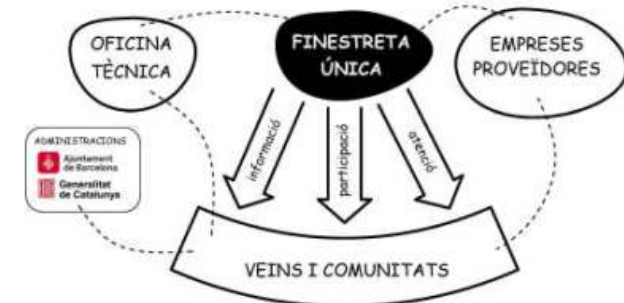 OFICINA
TÈCNICA
FINESTRETA
ÚNICA
EMPRESES
PROVEÏDORES
ADMINISTRACIONS
Ajuntament
de Barcelona
Generalitat
de Catalunya
informació
participació
atenció
VEINS I COMUNITATS